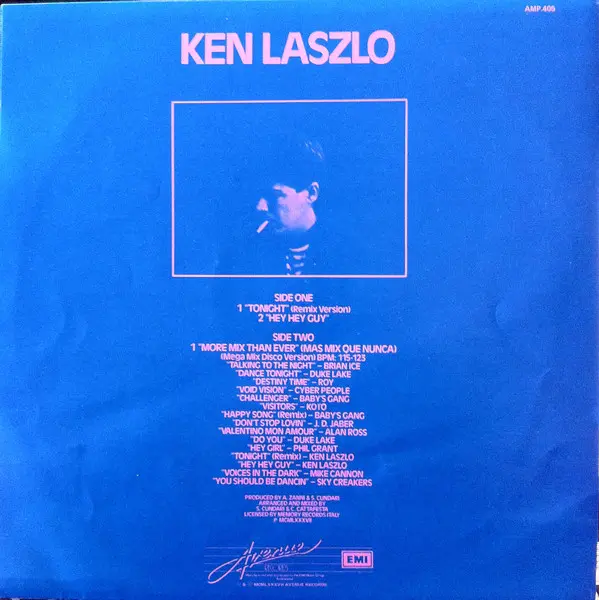 AMP.405
KEN LASZLO
SIDE ONE
1 "TONIGHT" (Remix Version)
2 "HEY HEY GUY"
SIDE TWO
1 "MORE MIX THAN EVER" (MAS MIX QUE NUNCA)
(Mega Mix Disco Version) BPM: 115-123
"TALKING TO THE NIGHT" – BRIAN ICE
"DANCE TONIGHT" – DUKE LAKE
"DESTINY TIME" – ROY
"VOID VISION" – CYBER PEOPLE
"CHALLENGER" – BABY'S GANG
"VISITORS" – KOTO
"HAPPY SONG" (Remix) – BABY'S GANG
"DON'T STOP LOVIN' – J. D. JABER
"VALENTINO MON AMOUR" – ALAN ROSS
"DO YOU" – DUKE LAKE
"HEY GIRL" – PHIL GRANT
"TONIGHT" (Remix) – KEN LASZLO
"HEY HEY GUY" – KEN LASZLO
"VOICES IN THE DARK" – MIKE CANNON
"YOU SHOULD BE DANCIN" – SKY CREAKERS
PRODUCED BY A. ZANNI & S. CUNDARI
ARRANGED AND MIXED BY
S. CUNDARI & C. CATTAFESTA
LICENSED BY MEMORY RECORDS ITALY
P MCMLXXXVII
Avenue
RECORDS
EMI
MCMLXXXVII AVENUE RECORDS